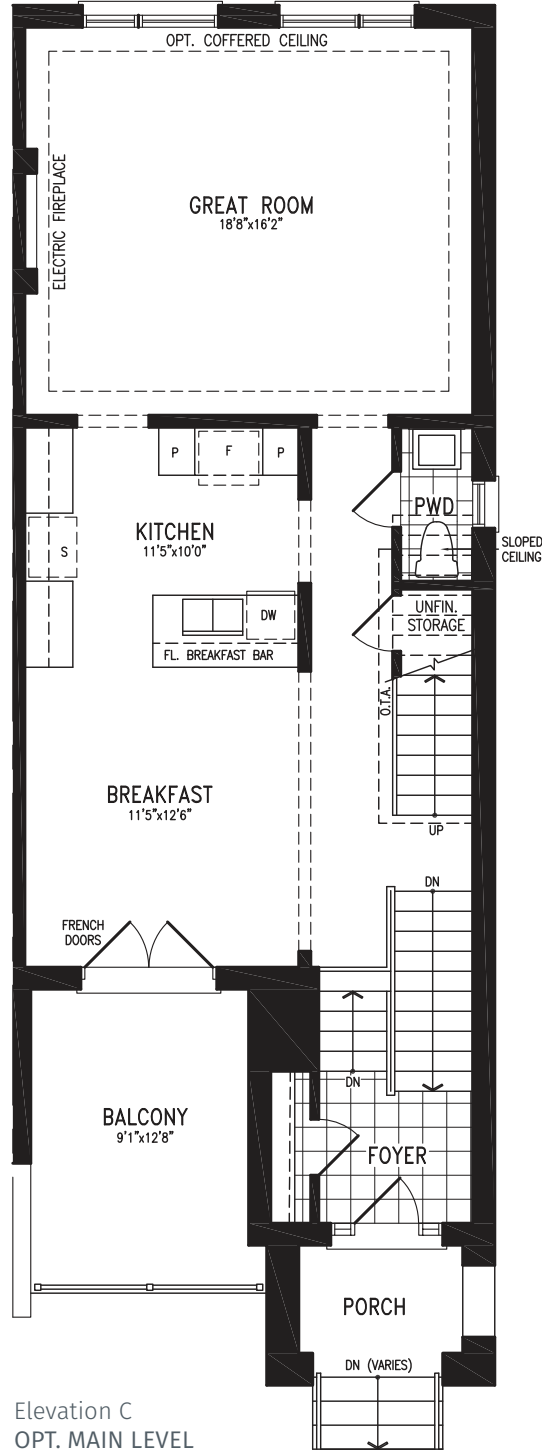 OPT. COFFERED CEILING
ELECTRIC FIREPLACE
GREAT ROOM
18'8"x16'2"
P
F
P
PWD
KITCHEN
11'5"x10'0"
S
SLOPED
CEILING
DW
UNFIN.
STORAGE
FL. BREAKFAST BAR
O.T.A.
BREAKFAST
11'5"x12'6"
UP
DN
FRENCH
DOORS
DN
BALCONY
9'1"x12'8"
FOYER
PORCH
DN (VARIES)
Elevation C
OPT. MAIN LEVEL